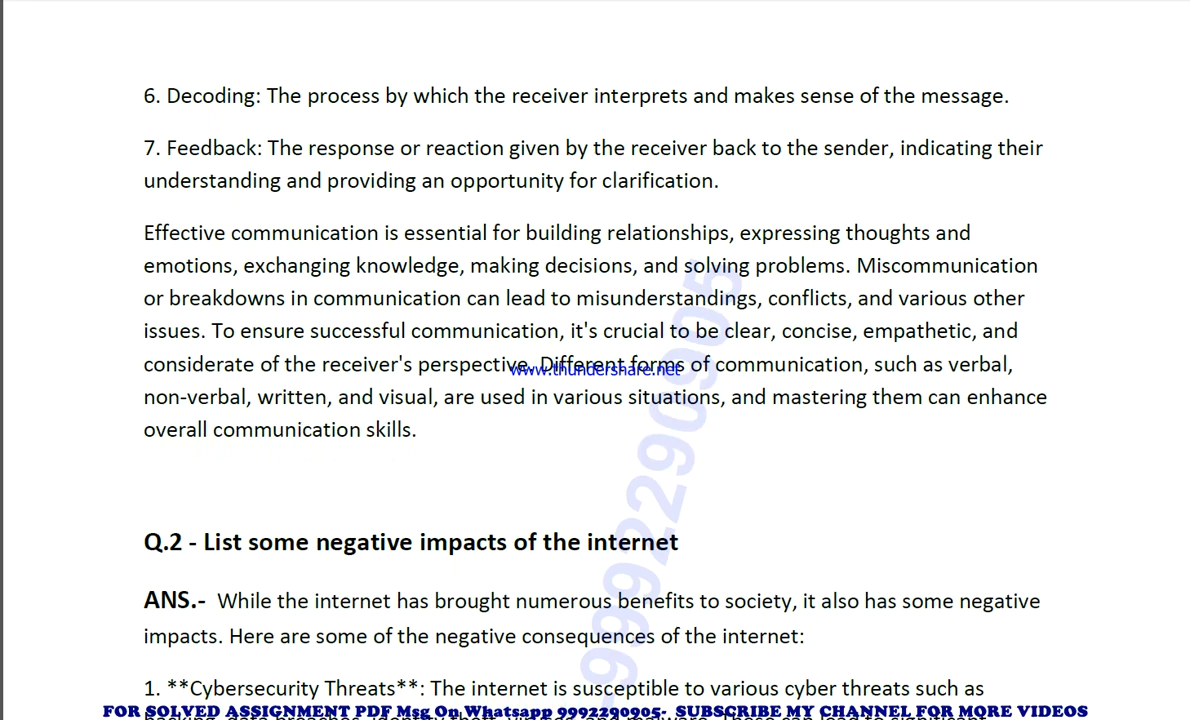 6. Decoding: The process by which the receiver interprets and makes sense of the message.
7. Feedback: The response or reaction given by the receiver back to the sender, indicating their
understanding and providing an opportunity for clarification.
Effective communication is essential for building relationships, expressing thoughts and
emotions, exchanging knowledge, making decisions, and solving problems. Miscommunication
or breakdowns in communication can lead to misunderstandings, conflicts, and various other
issues. To ensure successful communication, it's crucial to be clear, concise, empathetic, and
considerate of the receiver's perspective. Different forms of communication, such as verbal,
www.thundershare.net
non-verbal, written, and visual, are used in various situations, and mastering them can enhance
overall communication skills.
9992290905
Q.2 - List some negative impacts of the internet
ANS.- While the internet has brought numerous benefits to society, it also has some negative
impacts. Here are some of the negative consequences of the internet:
1. **Cybersecurity Threats**: The internet is susceptible to various cyber threats such as
FOR SOLVED ASSIGNMENT PDF Msg On Whatsapp 9992290905- SUBSCRIBE MY CHANNEL FOR MORE VIDEOS